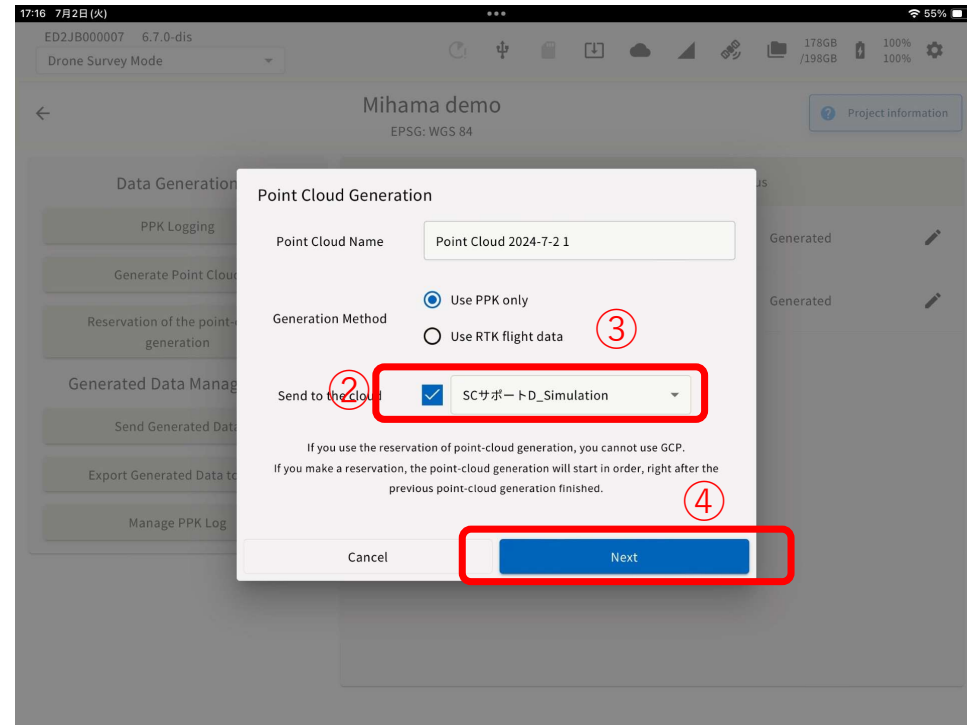 17:16 7月2日(火)
55%
ED2JB000007 6.7.0-dis
Drone Survey Mode
178GB
/198GB
100%
100%
Mihama demo
EPSG: WGS 84
Project information
Data Generation
PPK Logging
Generate Point Clou
Reservation of the point-
generation
Generated Data Manag
Send Generated Data
Export Generated Data to
Manage PPK Log
us
Generated
Generated
Point Cloud Generation
Point Cloud Name
Point Cloud 2024-7-2 1
Generation Method
Use PPK only
Use RTK flight data
③
②
Send to the cloud
SCサポートD_Simulation
If you use the reservation of point-cloud generation, you cannot use GCP.
If you make a reservation, the point-cloud generation will start in order, right after the
previous point-cloud generation finished.
④
Cancel
Next